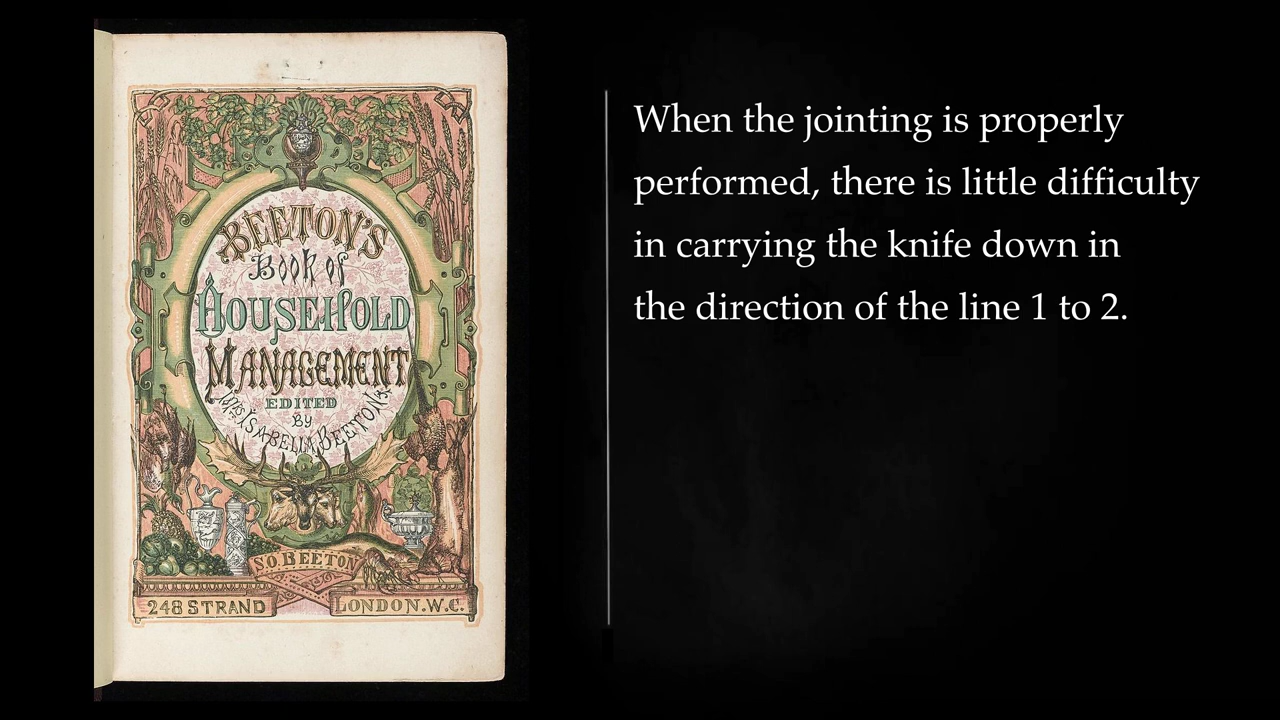 BEETON'S
Book of
HOUSEHOLD
MANAGEMENT
EDITED
BY
MRS ISABELLA BEETON
S.O. BEETON
248 STRAND
LONDON. W.C.
When the jointing is properly
performed, there is little difficulty
in carrying the knife down in
the direction of the line 1 to 2.